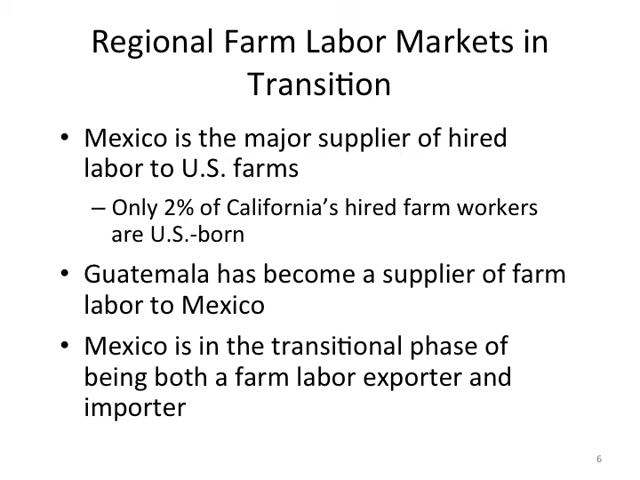 Regional Farm Labor Markets in
Transition
• Mexico is the major supplier of hired
labor to U.S. farms
– Only 2% of California's hired farm workers
are U.S.-born
• Guatemala has become a supplier of farm
labor to Mexico
• Mexico is in the transitional phase of
being both a farm labor exporter and
importer
6